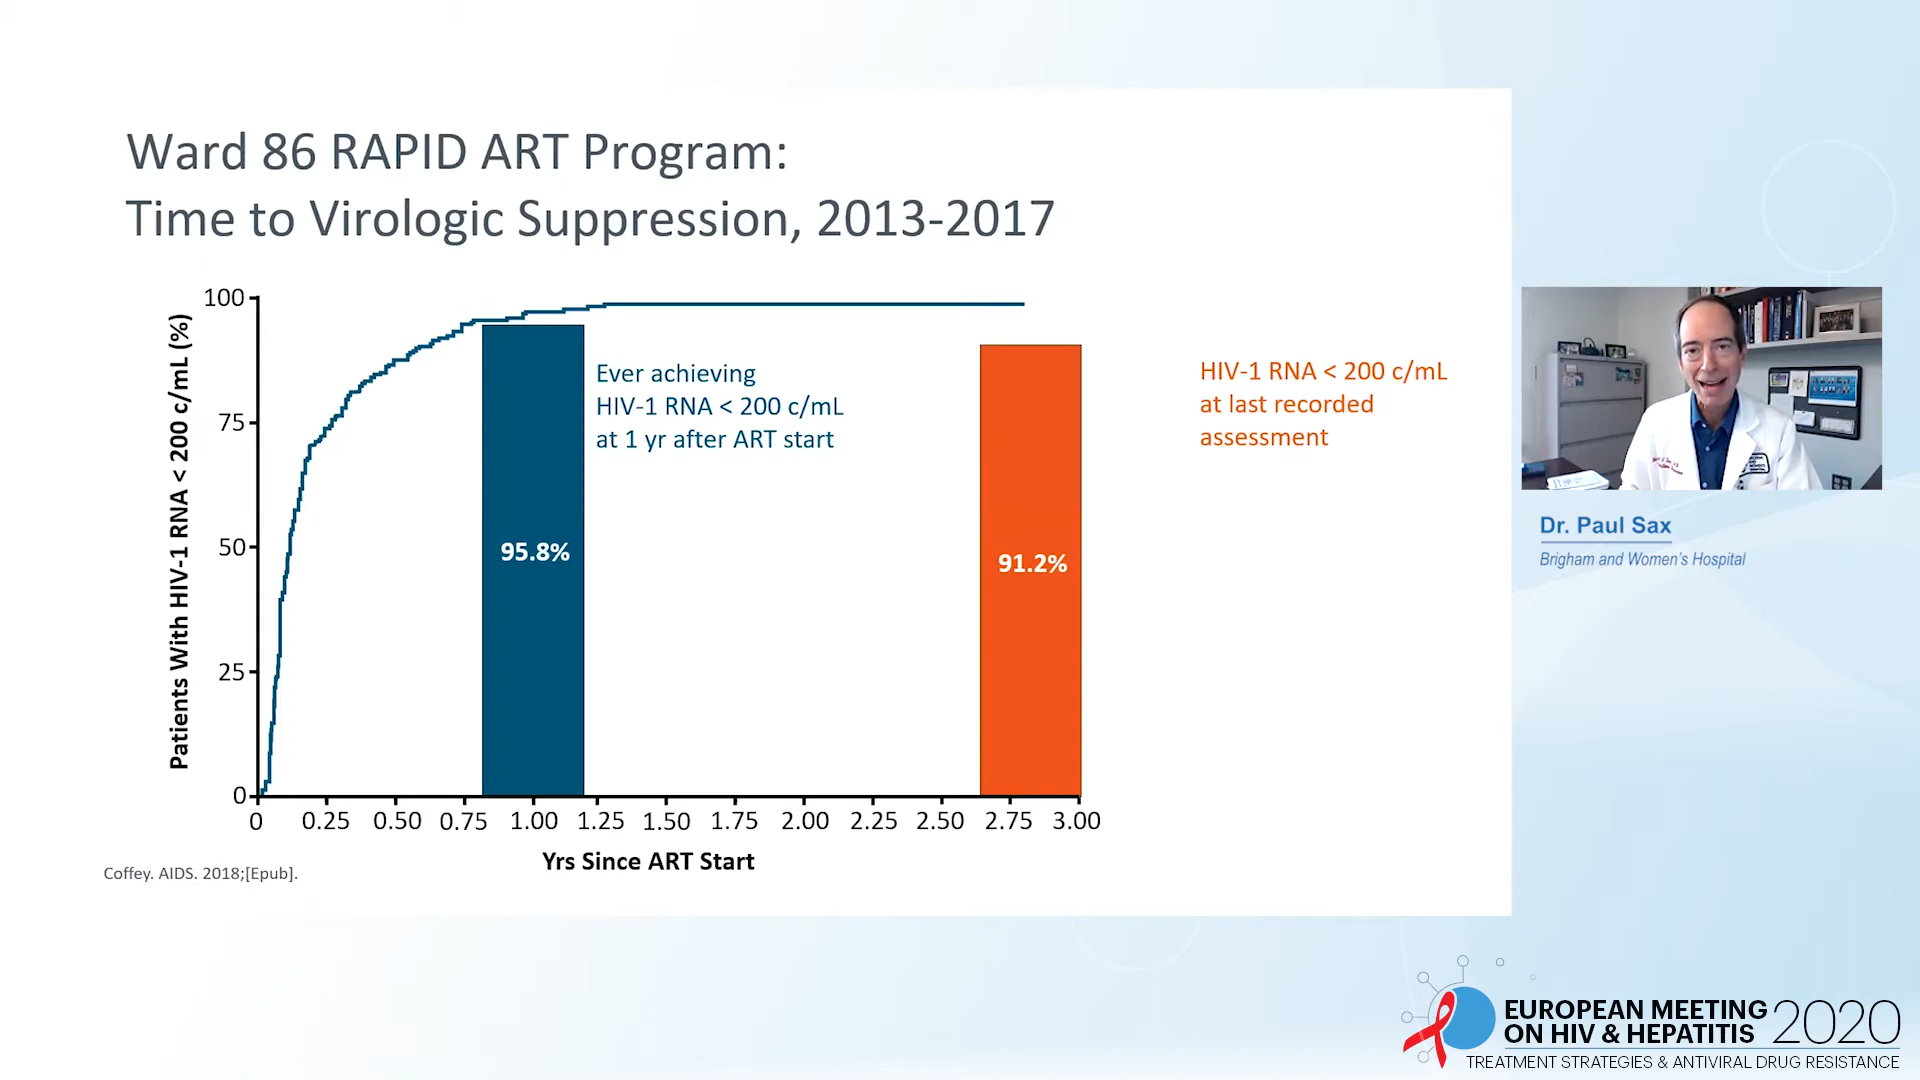 Ward 86 RAPID ART Program:
Time to Virologic Suppression, 2013-2017
Patients With HIV-1 RNA < 200 c/mL (%)
100
75
50
25
0
Ever achieving
HIV-1 RNA < 200 c/mL
at 1 yr after ART start
95.8%
91.2%
HIV-1 RNA < 200 c/mL
at last recorded
assessment
0 0.25 0.50 0.75 1.00 1.25 1.50 1.75 2.00 2.25 2.50 2.75 3.00
Yrs Since ART Start
Coffey. AIDS. 2018;[Epub].
Dr. Paul Sax
Brigham and Women's Hospital
EUROPEAN MEETING
ON HIV & HEPATITIS 2020
TREATMENT STRATEGIES & ANTIVIRAL DRUG RESISTANCE